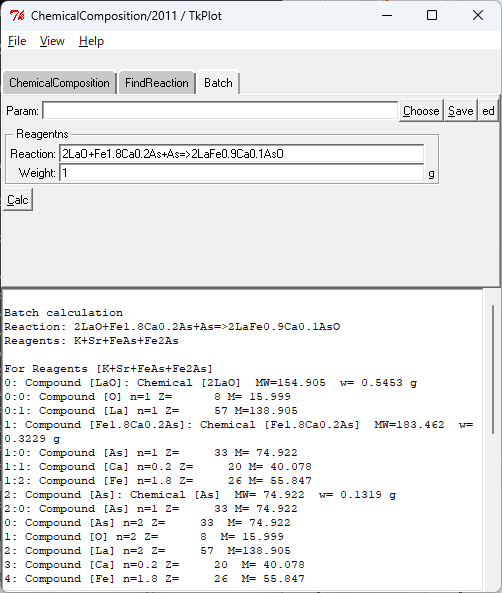 ChemicalComposition/2011 / TkPlot
File View Help
ChemicalComposition FindReaction Batch
Param: Choose Save ed
Reagentns
Reaction: 2LaO+Fe1.8Ca0.2As+As=>2LaFe0.9Ca0.1AsO
Weight: 1 g
Calc
Batch calculation
Reaction: 2LaO+Fe1.8Ca0.2As+As=>2LaFe0.9Ca0.1AsO
Reagents: K+Sr+FeAs+Fe2As
For Reagents [K+Sr+FeAs+Fe2As]
0: Compound [LaO]: Chemical [2LaO]  MW=154.905  w= 0.5453 g
0:0: Compound [O] n=1 Z=      8 M= 15.999
0:1: Compound [La] n=1 Z=     57 M=138.905
1: Compound [Fe1.8Ca0.2As]: Chemical [Fe1.8Ca0.2As]  MW=183.462  w=
0.3229 g
1:0: Compound [As] n=1 Z=     33 M= 74.922
1:1: Compound [Ca] n=0.2 Z=     20 M= 40.078
1:2: Compound [Fe] n=1.8 Z=     26 M= 55.847
2: Compound [As]: Chemical [As]  MW= 74.922  w= 0.1319 g
2:0: Compound [As] n=1 Z=     33 M= 74.922
0: Compound [As] n=2 Z=     33  M= 74.922
1: Compound [O] n=2 Z=      8  M= 15.999
2: Compound [La] n=2 Z=     57  M=138.905
3: Compound [Ca] n=0.2 Z=     20  M= 40.078
4: Compound [Fe] n=1.8 Z=     26  M= 55.847